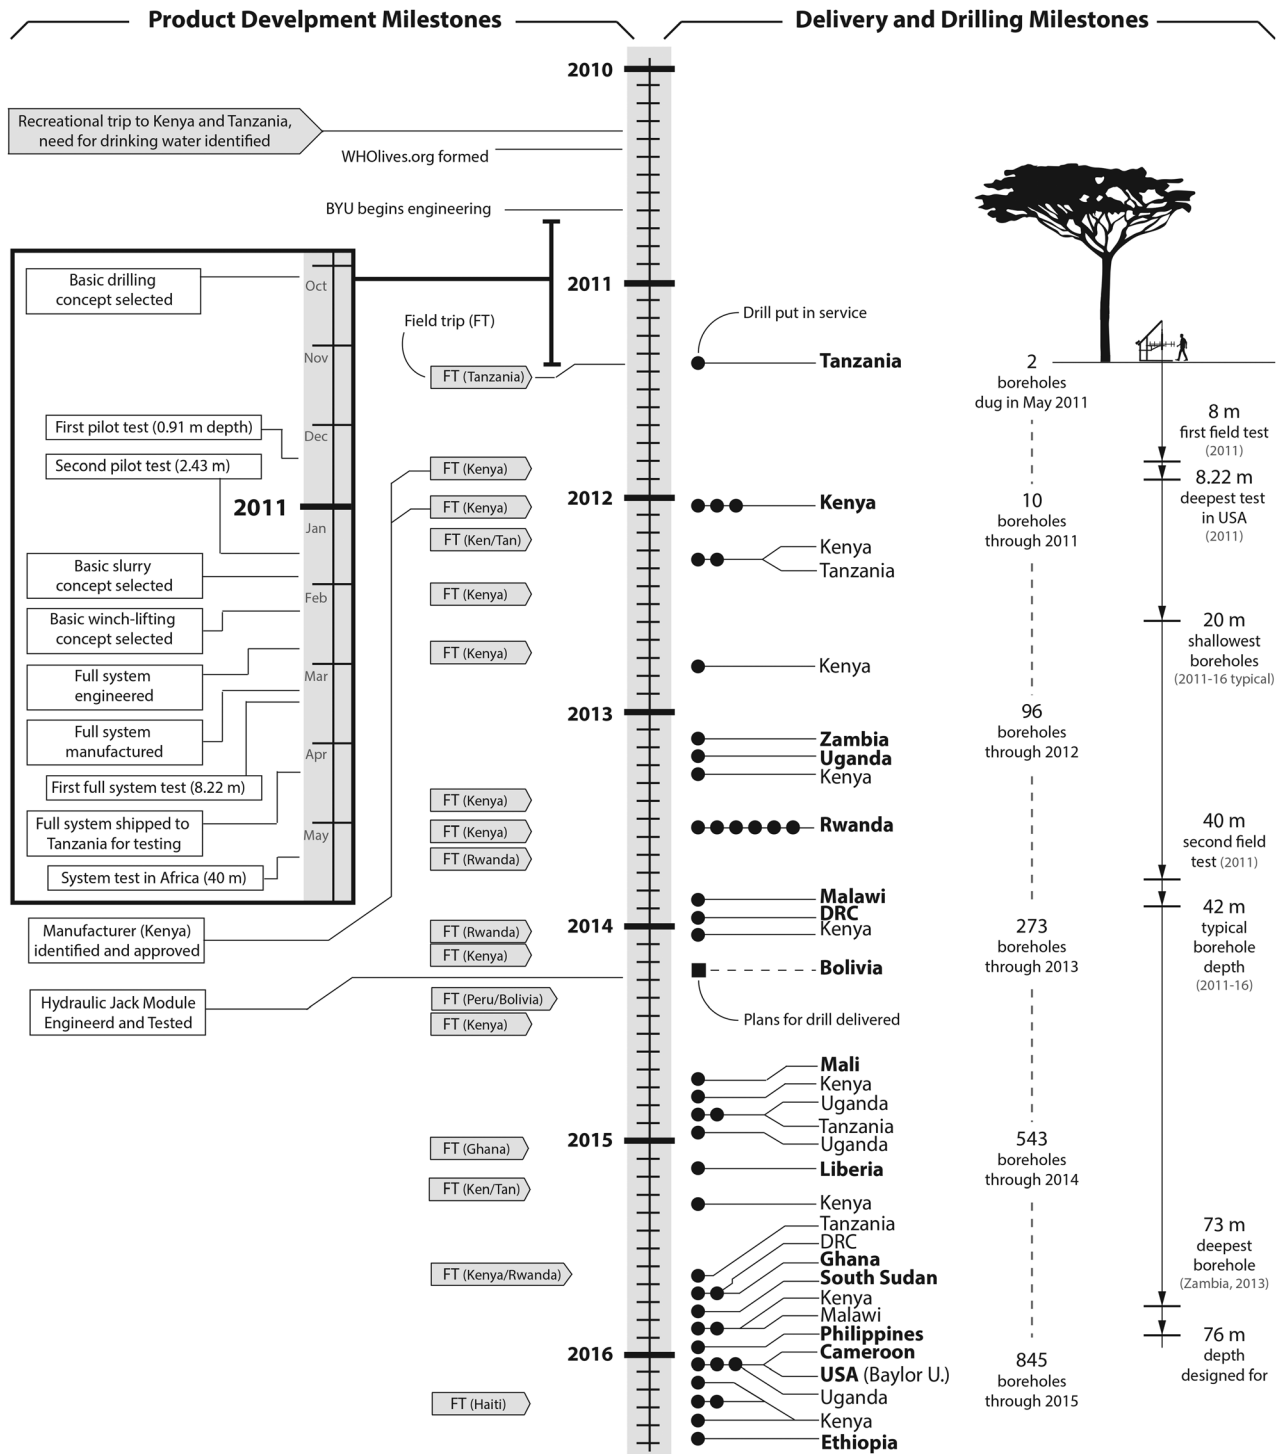 Product Develpment Milestones
Delivery and Drilling Milestones
2010
Recreational trip to Kenya and Tanzania,
need for drinking water identified
WHOlives.org formed
BYU begins engineering
2011
Field trip (FT)
FT (Tanzania)
FT (Kenya)
2012
FT (Kenya)
FT (Ken/Tan)
FT (Kenya)
FT (Kenya)
2013
FT (Kenya)
FT (Kenya)
FT (Rwanda)
2014
FT (Rwanda)
FT (Kenya)
FT (Peru/Bolivia)
FT (Kenya)
2015
FT (Ghana)
FT (Ken/Tan)
FT (Kenya/Rwanda)
2016
FT (Haiti)
Basic drilling
concept selected
Oct
Nov
First pilot test (0.91 m depth)
Dec
Second pilot test (2.43 m)
2011
Jan
Basic slurry
concept selected
Feb
Basic winch-lifting
concept selected
Full system
engineered
Mar
Full system
manufactured
Apr
First full system test (8.22 m)
Full system shipped to
Tanzania for testing
May
System test in Africa (40 m)
Manufacturer (Kenya)
identified and approved
Hydraulic Jack Module
Engineerd and Tested
Drill put in service
Tanzania
Kenya
Kenya
Tanzania
Kenya
Zambia
Uganda
Kenya
Rwanda
Malawi
DRC
Kenya
Bolivia
Plans for drill delivered
Mali
Kenya
Uganda
Tanzania
Uganda
Liberia
Kenya
Tanzania
DRC
Ghana
South Sudan
Kenya
Malawi
Philippines
Cameroon
USA (Baylor U.)
Uganda
Kenya
Ethiopia
2
boreholes
dug in May 2011
10
boreholes
through 2011
96
boreholes
through 2012
273
boreholes
through 2013
543
boreholes
through 2014
845
boreholes
through 2015
8 m
first field test
(2011)
8.22 m
deepest test
in USA
(2011)
20 m
shallowest
boreholes
(2011-16 typical)
40 m
second field
test (2011)
42 m
typical
borehole
depth
(2011-16)
73 m
deepest
borehole
(Zambia, 2013)
76 m
depth
designed for